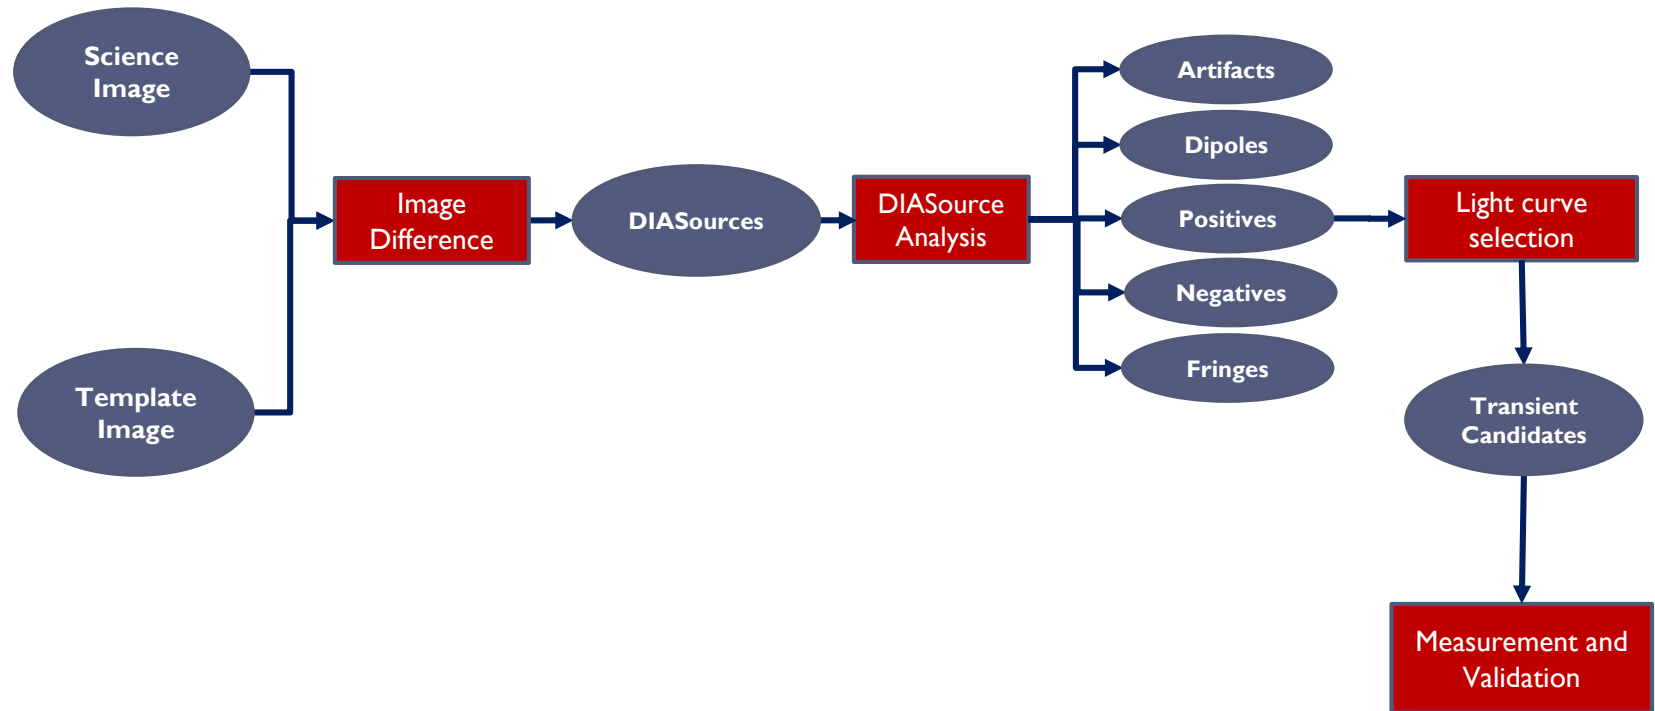 Science
Image
Template
Image
Image
Difference
DIASources
DIASource
Analysis
Artifacts
Dipoles
Positives
Negatives
Fringes
Light curve
selection
Transient
Candidates
Measurement and
Validation